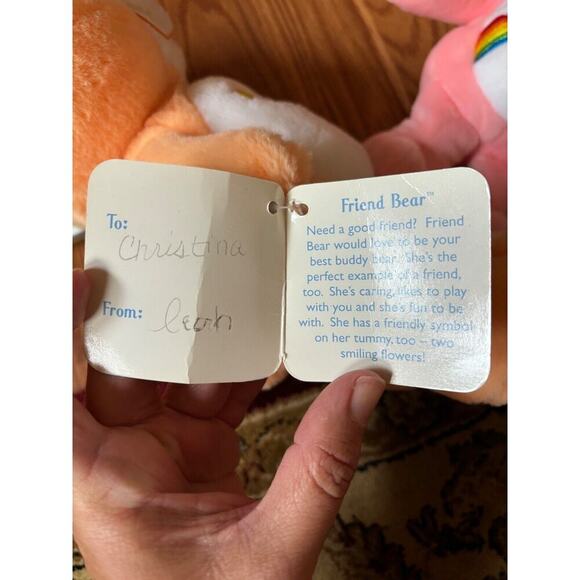 To:
Christina
From:
Leah
Friend Bear™
Need a good friend? Friend
Bear would love to be your
best buddy bear. She's the
perfect example of a friend,
too. She's caring, likes to play
with you and she's fun to be
with. She has a friendly symbol
on her tummy, too – two
smiling flowers!